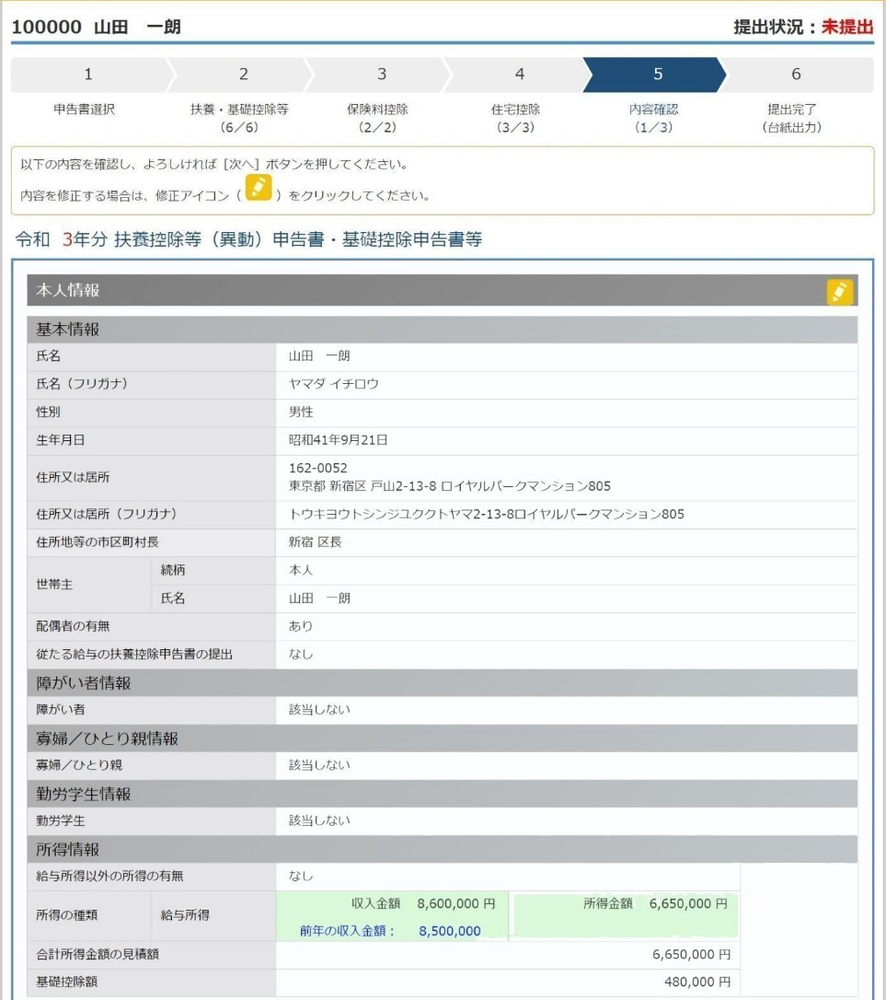 100000 山田　一朗
提出状況：未提出
1
2
3
4
5
6
申告書選択
扶養・基礎控除等
（6／6）
保険料控除
（2／2）
住宅控除
（3／3）
内容確認
（1／3）
提出完了
（台紙出力）
以下の内容を確認し、よろしければ［次へ］ボタンを押してください。
内容を修正する場合は、修正アイコン（　）をクリックしてください。
令和 3年分 扶養控除等（異動）申告書・基礎控除申告書等
本人情報
基本情報
氏名 山田　一朗
氏名（フリガナ） ヤマダ イチロウ
性別 男性
生年月日 昭和41年9月21日
住所又は居所
162-0052
東京都 新宿区 戸山2-13-8 ロイヤルパークマンション805
住所又は居所（フリガナ） トウキヨウトシンジユククトヤマ2-13-8ロイヤルパークマンション805
住所地等の市区町村長 新宿 区長
世帯主
続柄 本人
氏名 山田　一朗
配偶者の有無 あり
従たる給与の扶養控除申告書の提出 なし
障がい者情報
障がい者 該当しない
寡婦／ひとり親情報
寡婦／ひとり親 該当しない
勤労学生情報
勤労学生 該当しない
所得情報
給与所得以外の所得の有無 なし
所得の種類 給与所得
収入金額 8,600,000 円 所得金額 6,650,000 円
前年の収入金額： 8,500,000
合計所得金額の見積額 6,650,000 円
基礎控除額 480,000 円